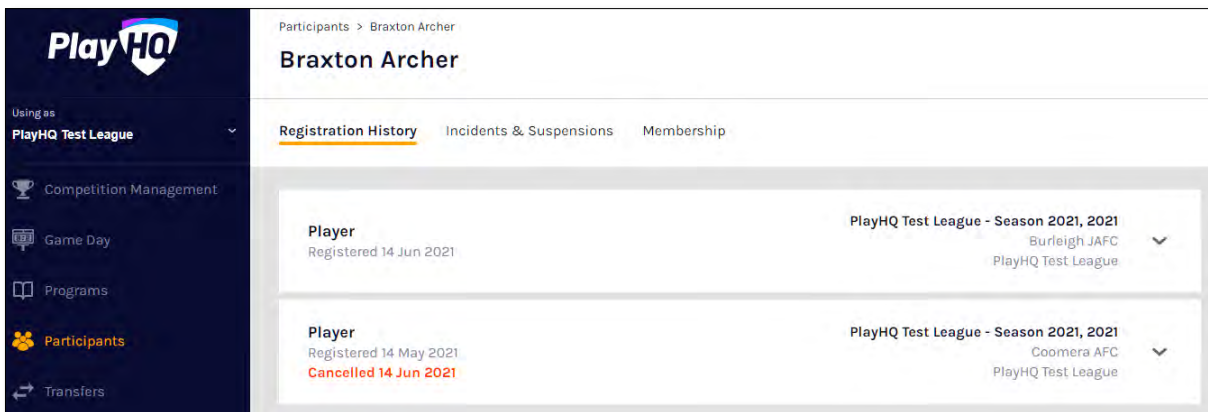 PlayHQ
Using as
PlayHQ Test League
Competition Management
Game Day
Programs
Participants
Transfers
Participants > Braxton Archer
Braxton Archer
Registration History Incidents & Suspensions Membership
Player
Registered 14 Jun 2021
PlayHQ Test League - Season 2021, 2021
Burleigh JAFC
PlayHQ Test League
Player
Registered 14 May 2021
Cancelled 14 Jun 2021
PlayHQ Test League - Season 2021, 2021
Coomera AFC
PlayHQ Test League